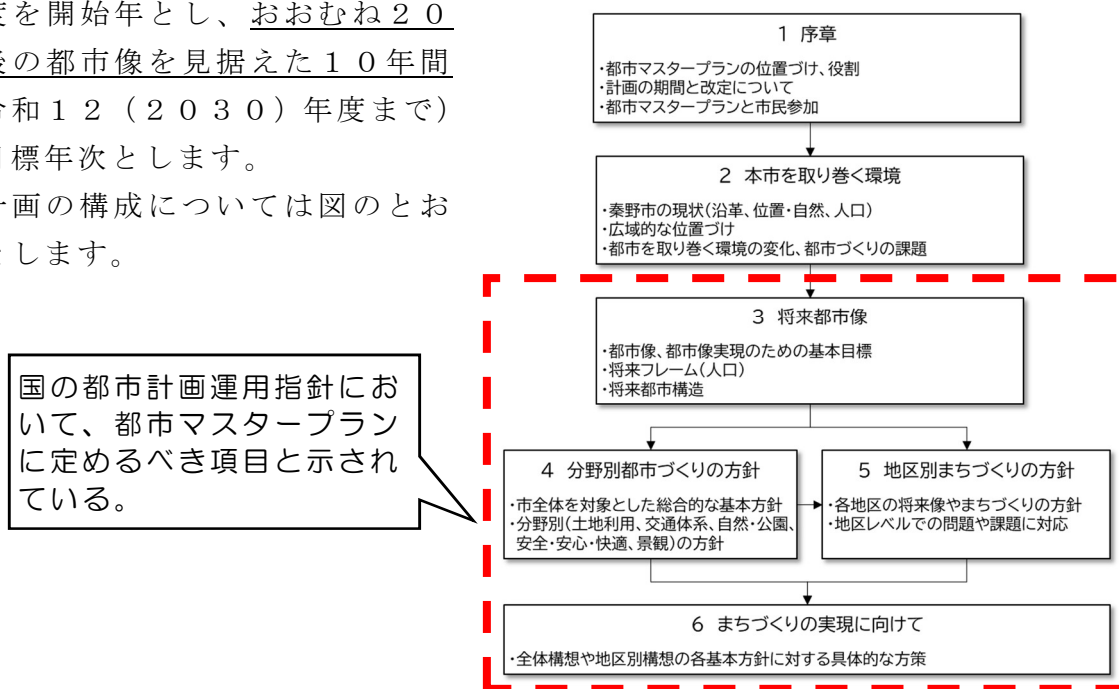 度を開始年とし、おおむね２０
後の都市像を見据えた１０年間
令和１２（２０３０）年度まで）
目標年次とします。
計画の構成については図のとお
とします。
国の都市計画運用指針にお
いて、都市マスタープラン
に定めるべき項目と示され
ている。
1 序章
・都市マスタープランの位置づけ、役割
・計画の期間と改定について
・都市マスタープランと市民参加
2 本市を取り巻く環境
・秦野市の現状(沿革、位置・自然、人口)
・広域的な位置づけ
・都市を取り巻く環境の変化、都市づくりの課題
3 将来都市像
・都市像、都市像実現のための基本目標
・将来フレーム(人口)
・将来都市構造
4 分野別都市づくりの方針
・市全体を対象とした総合的な基本方針
・分野別(土地利用、交通体系、自然・公園、
安全・安心・快適、景観)の方針
5 地区別まちづくりの方針
・各地区の将来像やまちづくりの方針
・地区レベルでの問題や課題に対応
6 まちづくりの実現に向けて
・全体構想や地区別構想の各基本方針に対する具体的な方策